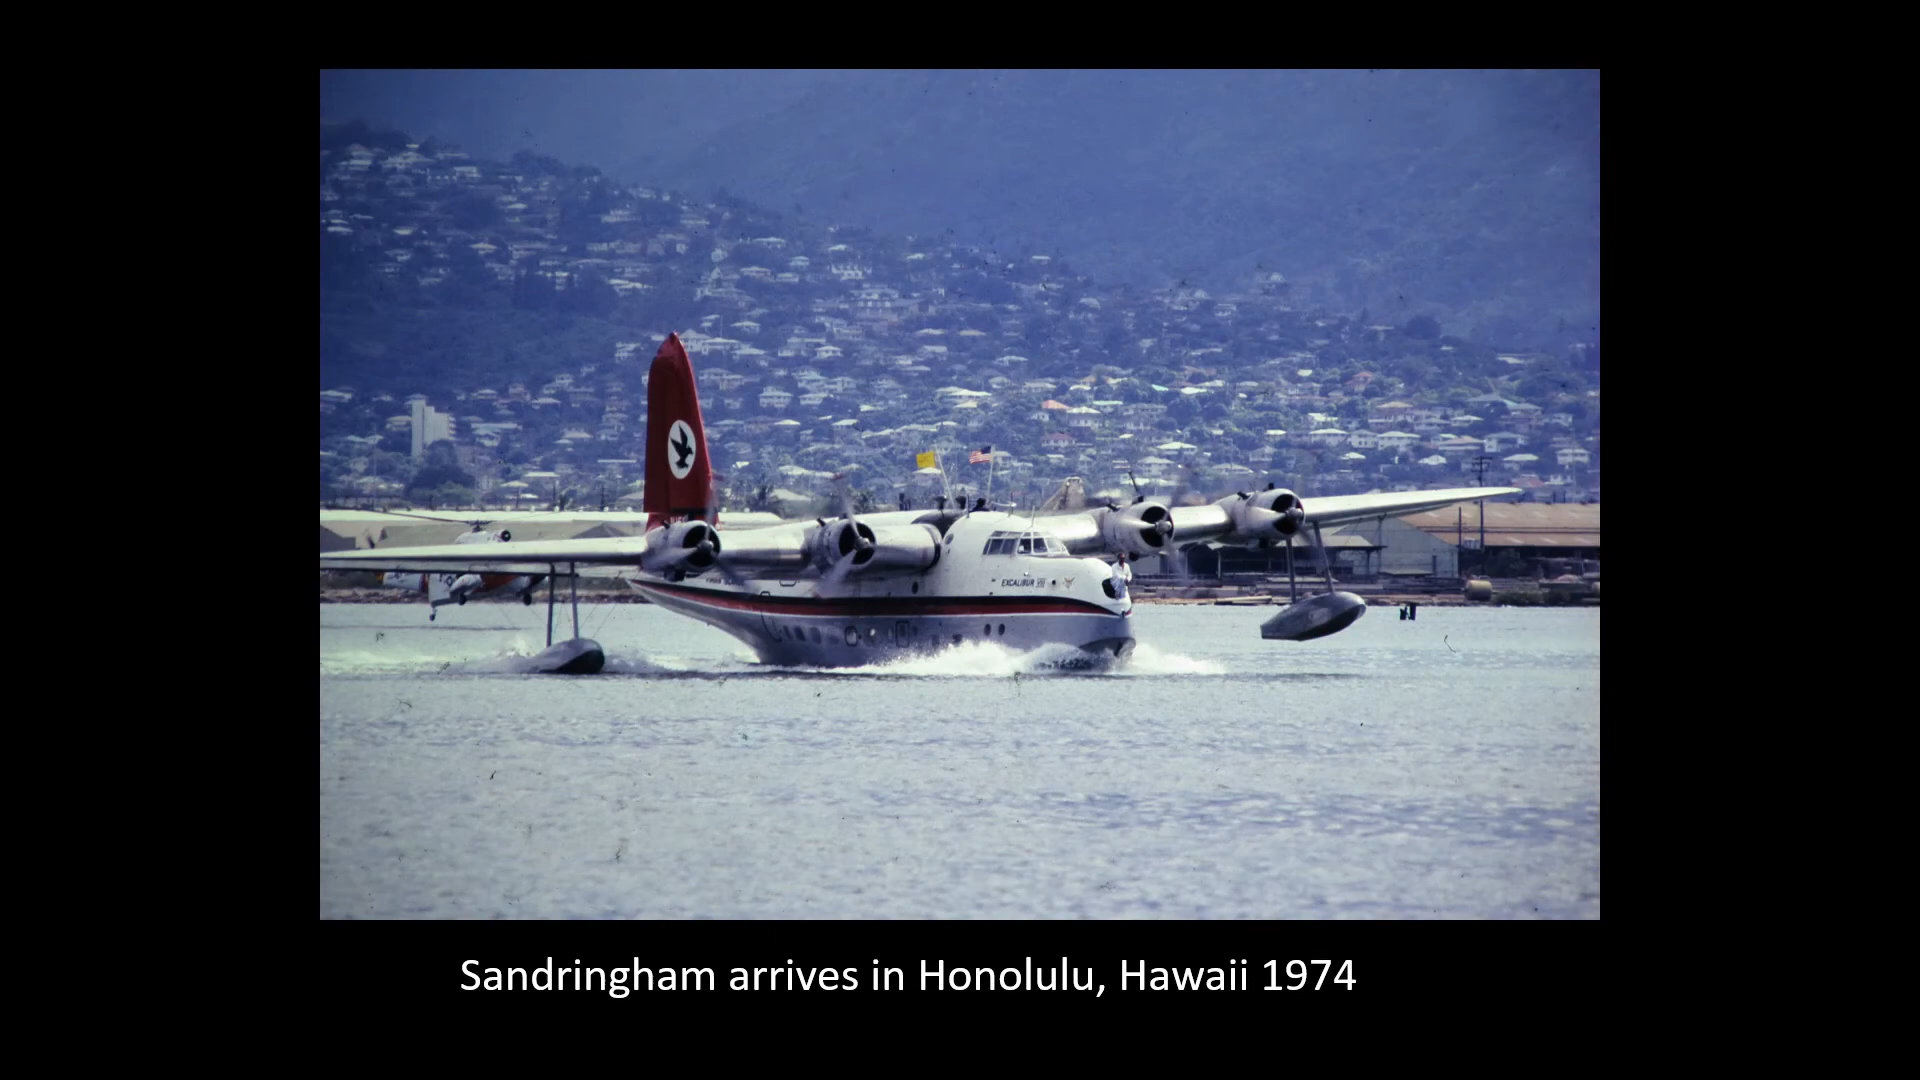 EXCALIBUR VIII
Sandringham arrives in Honolulu, Hawaii 1974